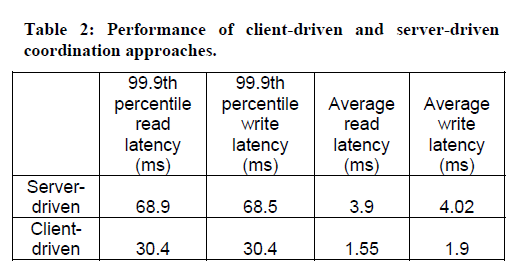 Table 2: Performance of client-driven and server-driven
coordination approaches.
99.9th percentile read latency (ms) 99.9th percentile write latency (ms) Average read latency (ms) Average write latency (ms)
Server-driven 68.9 68.5 3.9 4.02
Client-driven 30.4 30.4 1.55 1.9